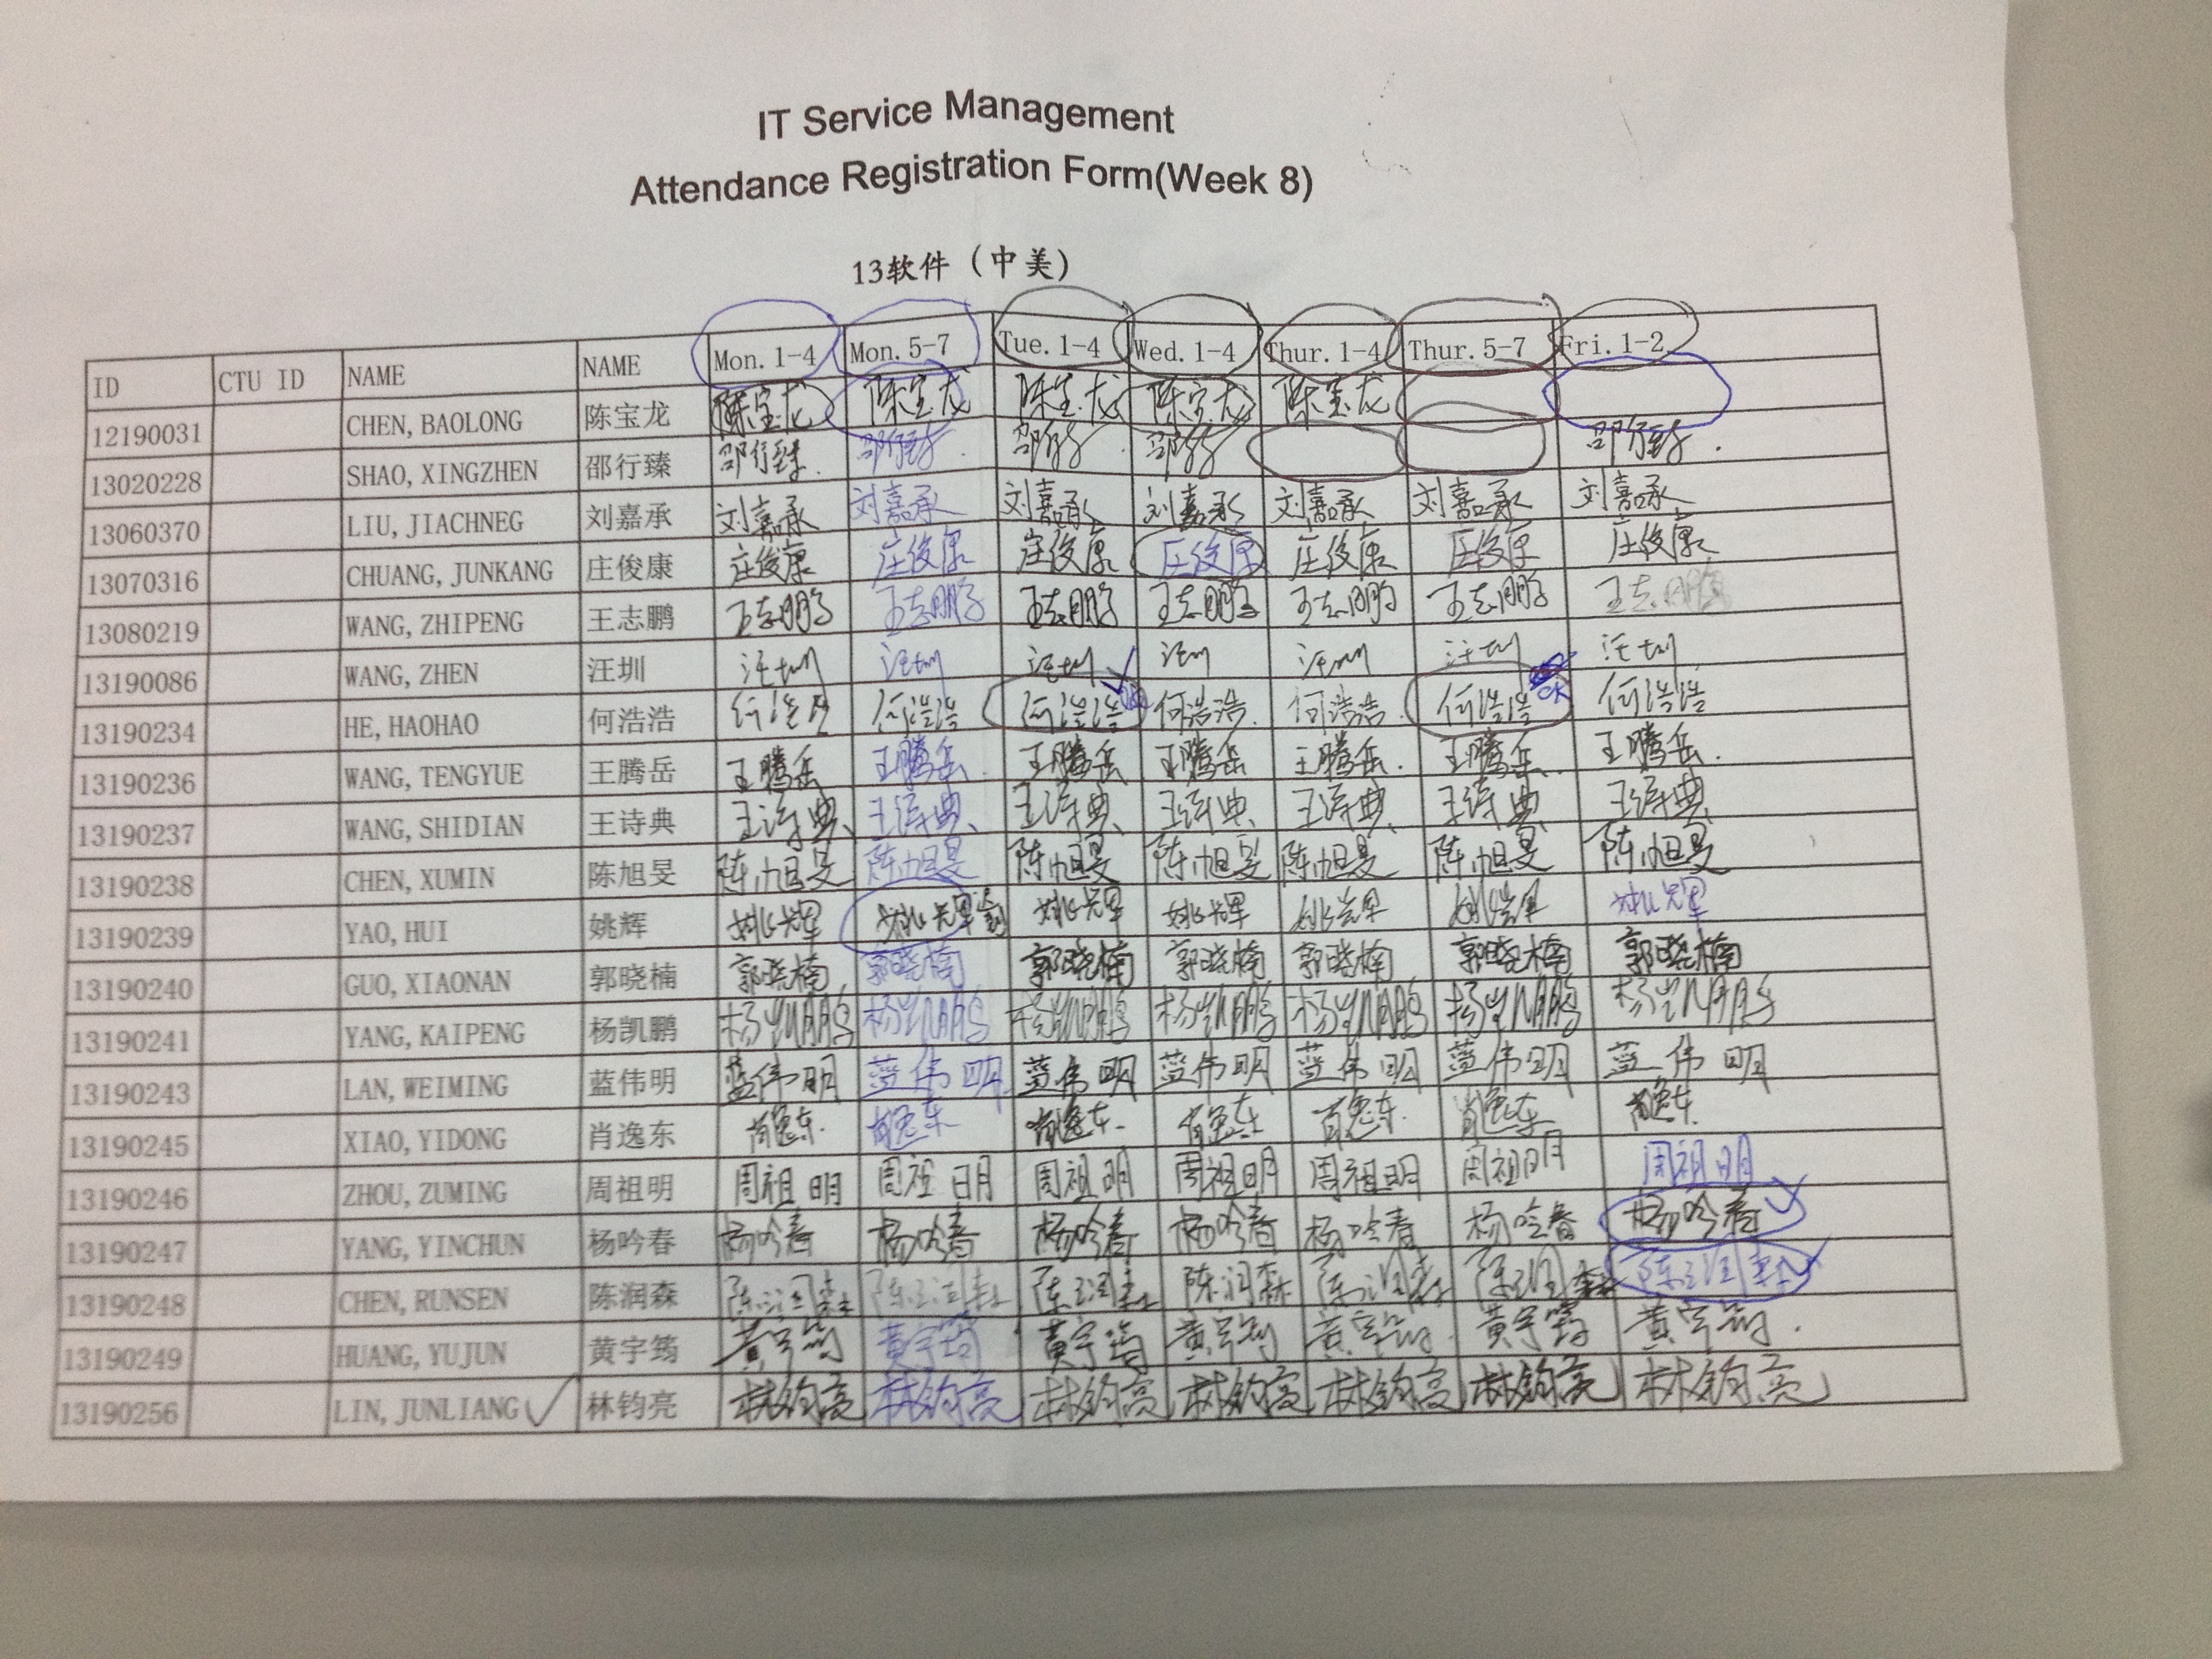 IT Service Management
Attendance Registration Form(Week 8)
13软件（中美）
ID CTU ID NAME NAME Mon. 1-4 Mon. 5-7 Tue. 1-4 Wed. 1-4 Thur. 1-4 Thur. 5-7 Fri. 1-2
12190031 CHEN, BAOLONG 陈宝龙 陈宝龙 陈宝龙 陈宝龙 陈宝龙 陈宝龙
13020228 SHAO, XINGZHEN 邵行臻 邵行臻
13060370 LIU, JIACHNEG 刘嘉承 刘嘉承 刘嘉承 刘嘉承 刘嘉承 刘嘉承 刘嘉承 刘嘉承
13070316 CHUANG, JUNKANG 庄俊康 庄俊康 庄俊康 庄俊康 庄俊康 庄俊康 庄俊康 庄俊康
13080219 WANG, ZHIPENG 王志鹏 王志鹏 王志鹏 王志鹏 王志鹏 王志鹏 王志鹏 王志鹏
13190086 WANG, ZHEN 汪圳 汪圳 汪圳 汪圳 汪圳 汪圳 汪圳 汪圳
13190234 HE, HAOHAO 何浩浩 何浩浩 何浩浩 何浩浩 何浩浩 何浩浩 何浩浩 OK 何浩浩
13190236 WANG, TENGYUE 王腾岳 王腾岳 王腾岳 王腾岳 王腾岳 王腾岳 王腾岳 王腾岳
13190237 WANG, SHIDIAN 王诗典 王诗典 王诗典 王诗典 王诗典 王诗典 王诗典 王诗典
13190238 CHEN, XUMIN 陈旭旻 陈旭旻 陈旭旻 陈旭旻 陈旭旻 陈旭旻 陈旭旻 陈旭旻
13190239 YAO, HUI 姚辉 姚辉 姚辉 姚辉 姚辉 姚辉 姚辉 姚辉
13190240 GUO, XIAONAN 郭晓楠 郭晓楠 郭晓楠 郭晓楠 郭晓楠 郭晓楠 郭晓楠 郭晓楠
13190241 YANG, KAIPENG 杨凯鹏 杨凯鹏 杨凯鹏 杨凯鹏 杨凯鹏 杨凯鹏 杨凯鹏 杨凯鹏
13190243 LAN, WEIMING 蓝伟明 蓝伟明 蓝伟明 蓝伟明 蓝伟明 蓝伟明 蓝伟明 蓝伟明
13190245 XIAO, YIDONG 肖逸东 肖逸东 肖逸东 肖逸东 肖逸东 肖逸东 肖逸东 肖逸东
13190246 ZHOU, ZUMING 周祖明 周祖明 周祖明 周祖明 周祖明 周祖明 周祖明 周祖明
13190247 YANG, YINCHUN 杨吟春 杨吟春 杨吟春 杨吟春 杨吟春 杨吟春 杨吟春 杨吟春
13190248 CHEN, RUNSEN 陈润森 陈润森 陈润森 陈润森 陈润森 陈润森 陈润森 陈润森
13190249 HUANG, YUJUN 黄宇筠 黄宇筠 黄宇筠 黄宇筠 黄宇筠 黄宇筠 黄宇筠 黄宇筠
13190256 LIN, JUNLIANG 林钧亮 林钧亮 林钧亮 林钧亮 林钧亮 林钧亮 林钧亮 林钧亮